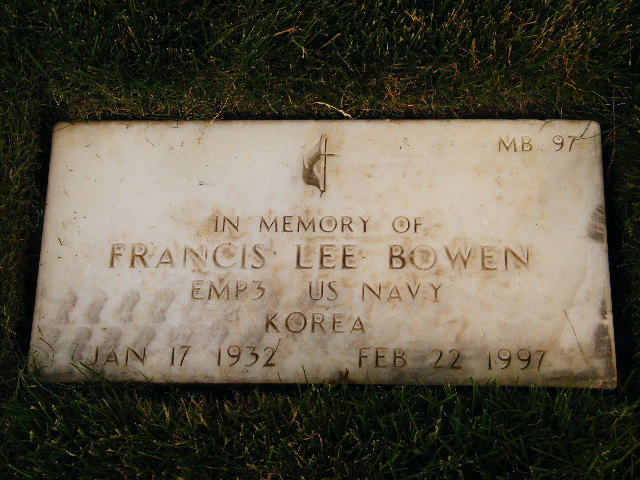 MB 97
IN MEMORY OF
FRANCIS LEE BOWEN
EMP3 US NAVY
KOREA
JAN 17 1932 FEB 22 1997